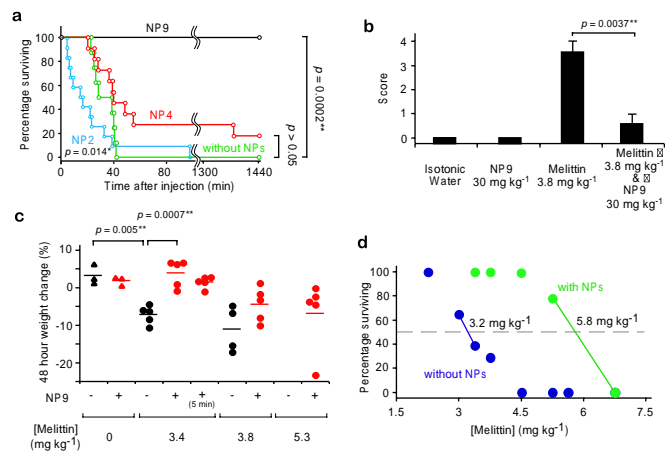 a
Percentage surviving
100
80
60
40
20
0
NP9
NP4
NP2
without NPs
p = 0.014*
p = 0.0002**
p > 0.05
0 20 40 60 80 100 1300 1440
Time after injection (min)
b
Score
4
3
2
1
0
p = 0.0037**
Isotonic
Water
NP9
30 mg kg-1
Melittin
3.8 mg kg-1
Melittin
3.8 mg kg-1
&
NP9
30 mg kg-1
c
48 hour weight change (%)
10
0
-10
-20
p = 0.005**
p = 0.0007**
NP9
- + - + + - + - +
(5 min)
[Melittin]
(mg kg-1)
0 3.4 3.8 5.3
d
Percentage surviving
100
80
60
40
20
0
with NPs
3.2 mg kg-1
5.8 mg kg-1
without NPs
1.5 3 4.5 6 7.5
[Melittin] (mg kg-1)